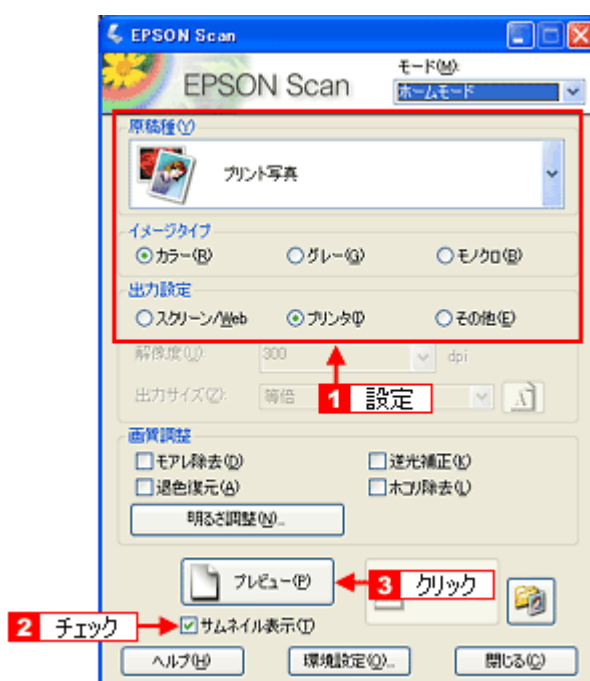 EPSON Scan
EPSON Scan
モード(M):
ホームモード
原稿種(Y)
プリント写真
イメージタイプ
カラー(R) グレー(G) モノクロ(B)
出力設定
スクリーン/Web プリンタ(I) その他(E)
解像度(U): 300 dpi
出力サイズ(Z): 等倍 A
1 設定
画質調整
モアレ除去(D) 逆光補正(K)
退色復元(A) ホコリ除去(L)
明るさ調整(N)...
プレビュー(P) 3 クリック
2 チェック サムネイル表示(T)
ヘルプ(H) 環境設定(O)... 閉じる(C)